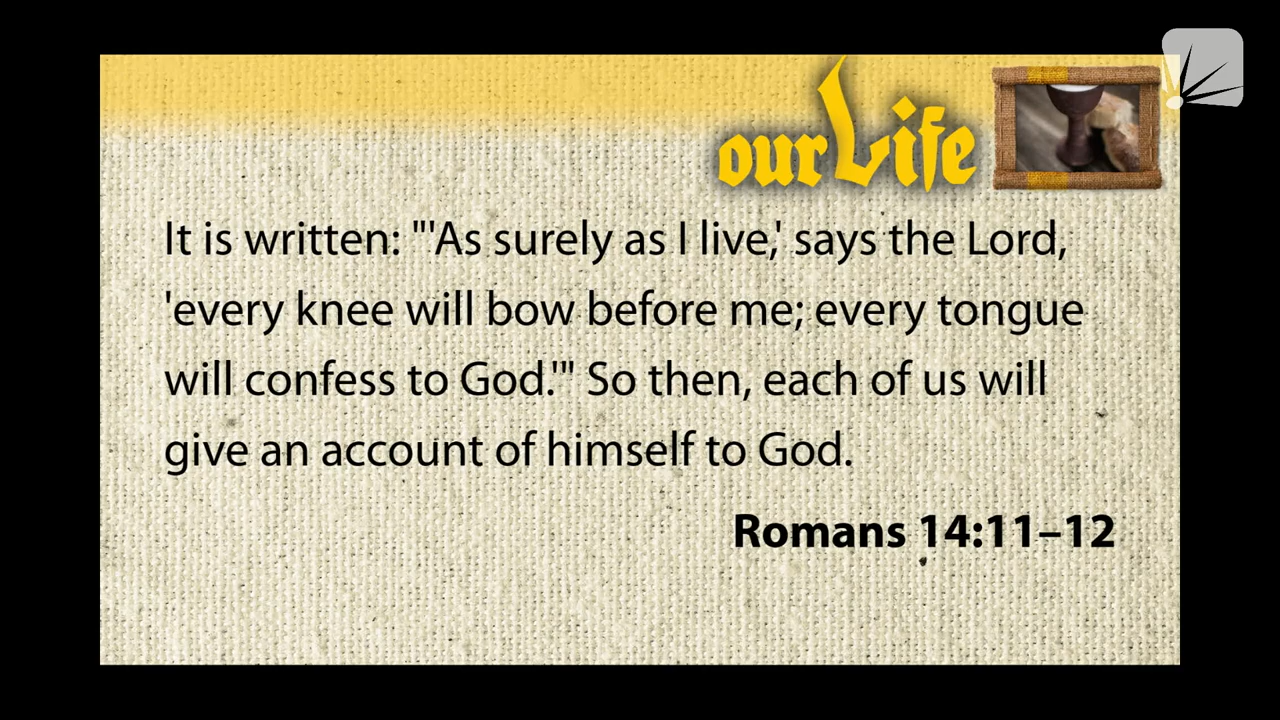 our Life
It is written: "'As surely as I live,' says the Lord,
'every knee will bow before me; every tongue
will confess to God.'" So then, each of us will
give an account of himself to God.
Romans 14:11–12